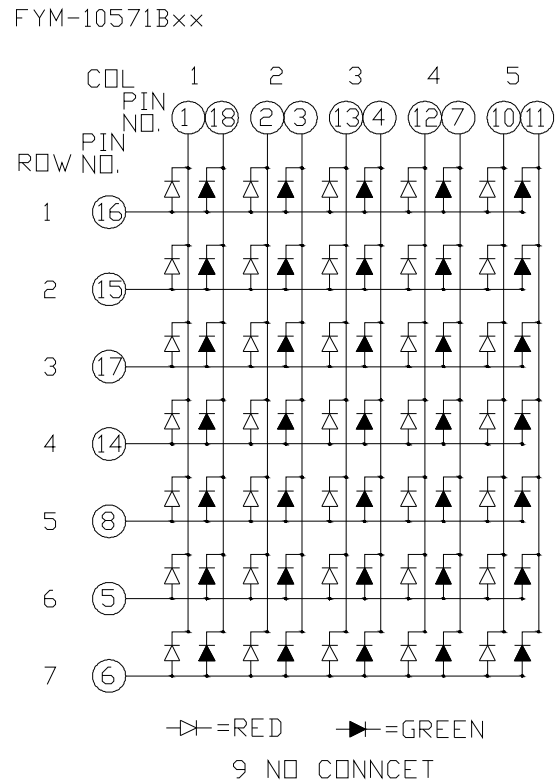 FYM-10571Bxx
COL 1 2 3 4 5
PIN NO. 1 18 2 3 13 4 12 7 10 11
ROW PIN NO.
1 16
2 15
3 17
4 14
5 8
6 5
7 6
=RED =GREEN
9 NO CONNCET